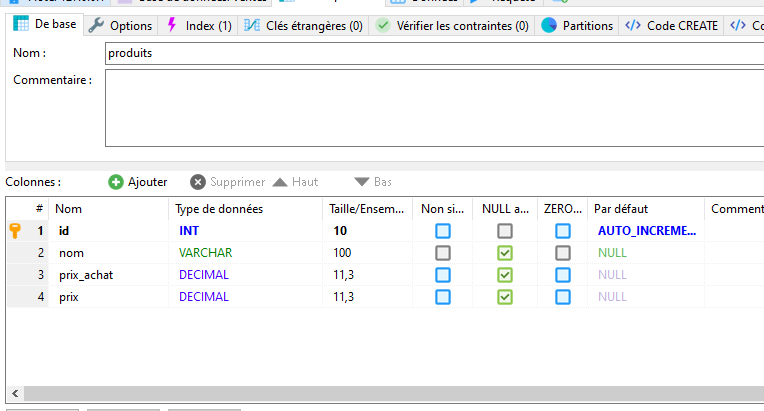 De base Options Index (1) Clés étrangères (0) Vérifier les contraintes (0) Partitions Code CREATE
Nom : produits
Commentaire :
Colonnes : Ajouter Supprimer Haut Bas
# Nom Type de données Taille/Ensem... Non si... NULL a... ZERO... Par défaut Comment
1 id INT 10 AUTO_INCREME...
2 nom VARCHAR 100 NULL
3 prix_achat DECIMAL 11,3 NULL
4 prix DECIMAL 11,3 NULL